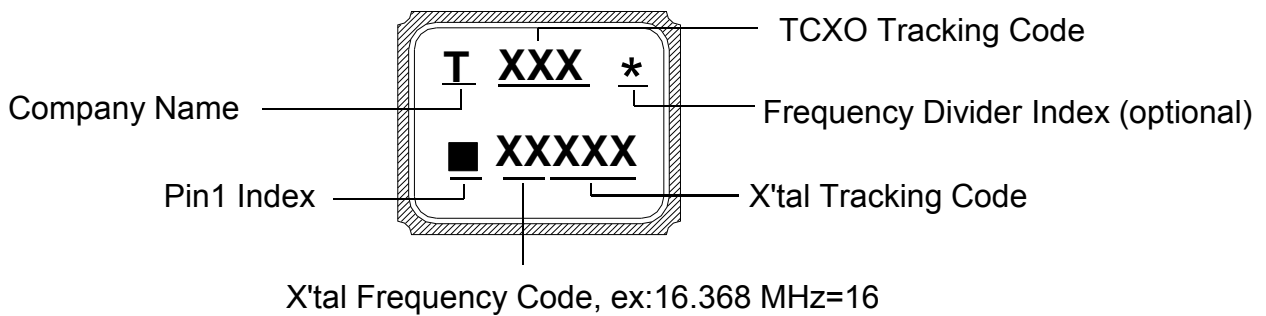 TCXO Tracking Code
T XXX *
Company Name
Frequency Divider Index (optional)
■ XXXXX
Pin1 Index
X'tal Tracking Code
X'tal Frequency Code, ex:16.368 MHz=16